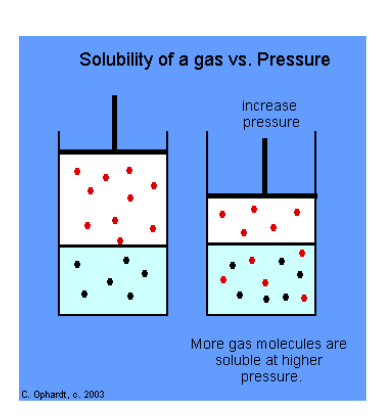 Solubility of a gas vs. Pressure
increase
pressure
More gas molecules are
soluble at higher
pressure.
C. Ophardt, c. 2003